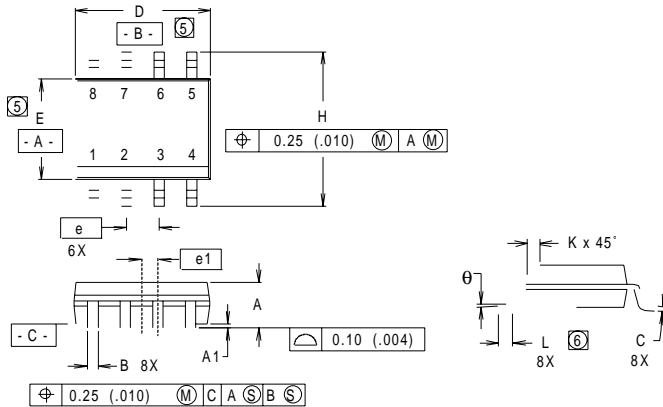 D
- B -
5
8 7 6 5
5
E
- A -
H
⌖ 0.25 (.010) Ⓜ A Ⓜ
1 2 3 4
e
6X
e1
K x 45°
θ
A
- C -
A1
⌓ 0.10 (.004)
B 8X
L
8X
6
C
8X
⌖ 0.25 (.010) Ⓜ C A Ⓢ B Ⓢ